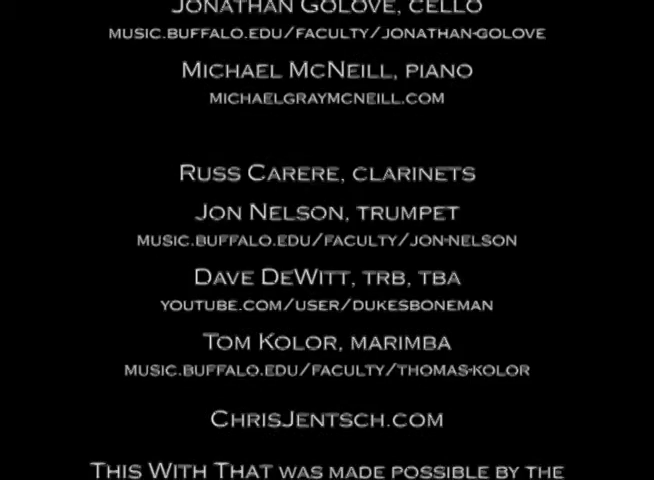 JONATHAN GOLOVE, CELLO
MUSIC.BUFFALO.EDU/FACULTY/JONATHAN-GOLOVE
MICHAEL MCNEILL, PIANO
MICHAELGRAYMCNEILL.COM
RUSS CARERE, CLARINETS
JON NELSON, TRUMPET
MUSIC.BUFFALO.EDU/FACULTY/JON-NELSON
DAVE DEWITT, TRB, TBA
YOUTUBE.COM/USER/DUKESBONEMAN
TOM KOLOR, MARIMBA
MUSIC.BUFFALO.EDU/FACULTY/THOMAS-KOLOR
CHRISJENTSCH.COM
THIS WITH THAT WAS MADE POSSIBLE BY THE